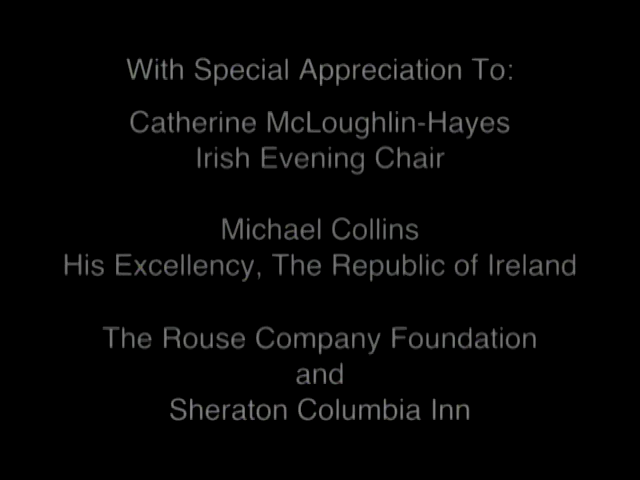 With Special Appreciation To:
Catherine McLoughlin-Hayes
Irish Evening Chair
Michael Collins
His Excellency, The Republic of Ireland
The Rouse Company Foundation
and
Sheraton Columbia Inn